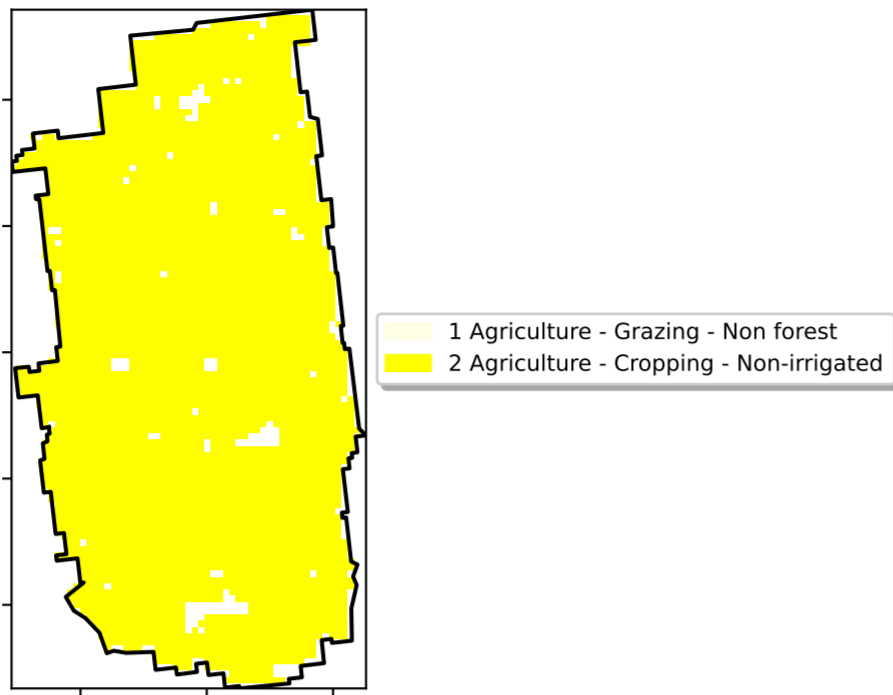 1 Agriculture - Grazing - Non forest
2 Agriculture - Cropping - Non-irrigated